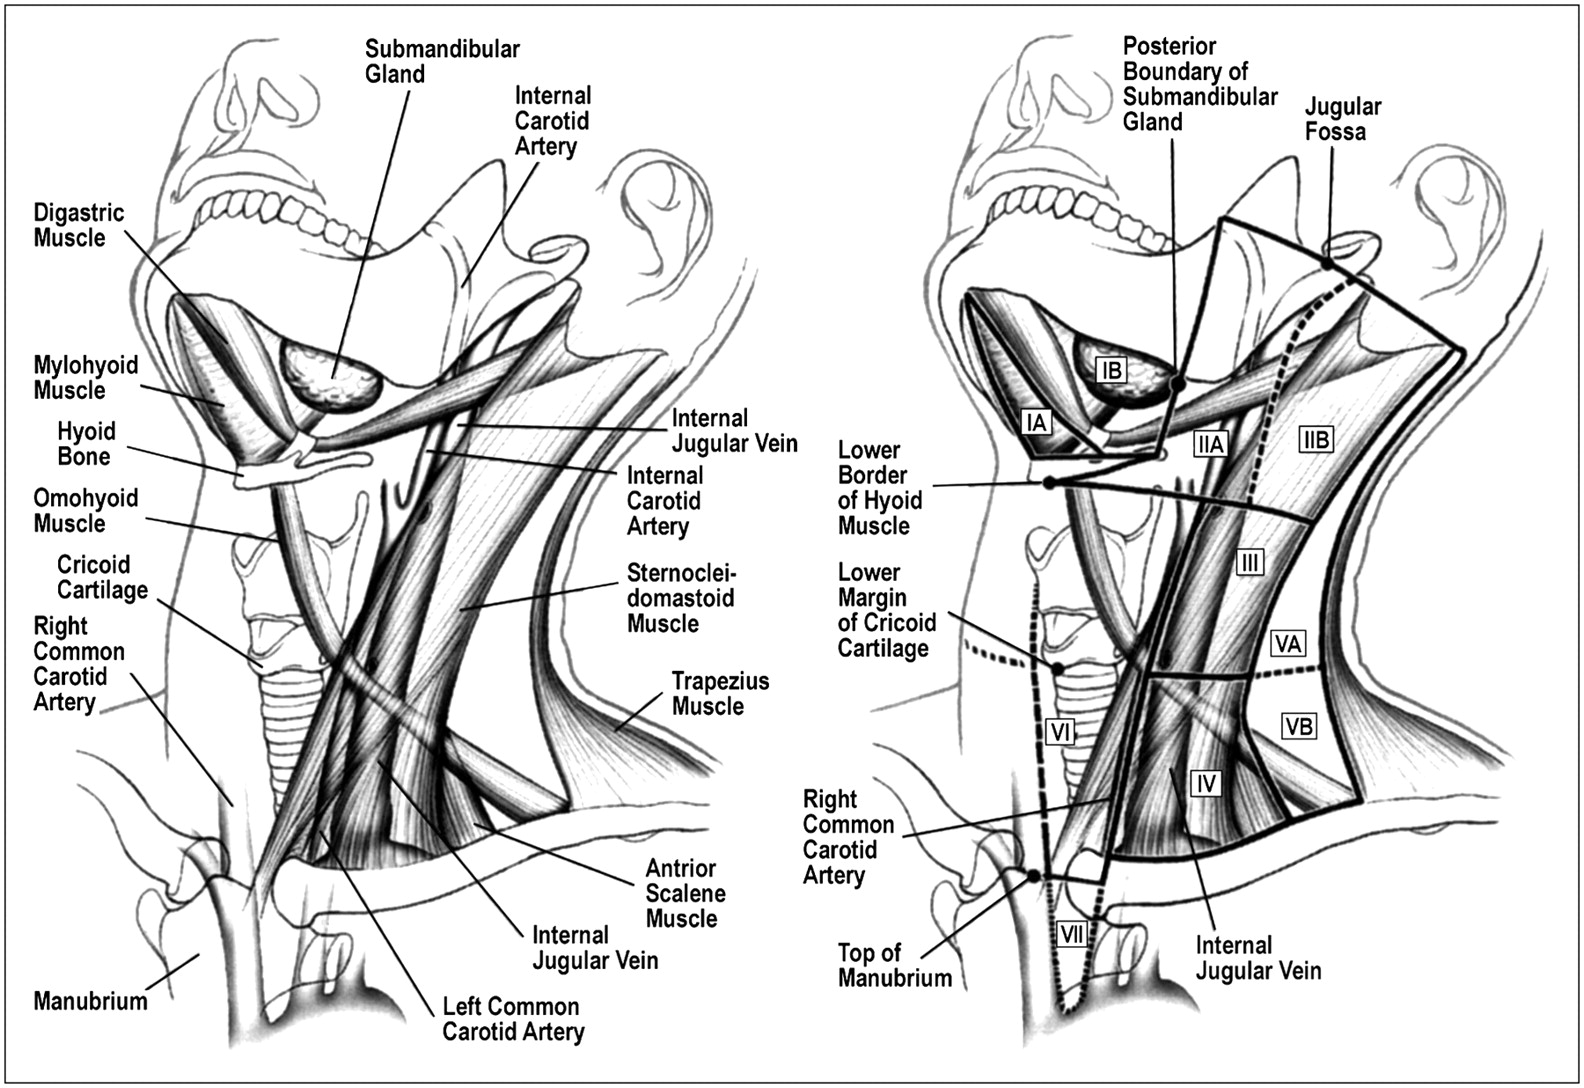 Submandibular
Gland
Internal
Carotid
Artery
Digastric
Muscle
Mylohyoid
Muscle
Hyoid
Bone
Omohyoid
Muscle
Cricoid
Cartilage
Right
Common
Carotid
Artery
Manubrium
Internal
Jugular Vein
Internal
Carotid
Artery
Sternoclei-
domastoid
Muscle
Trapezius
Muscle
Antrior
Scalene
Muscle
Internal
Jugular Vein
Left Common
Carotid Artery
Posterior
Boundary of
Submandibular
Gland
Jugular
Fossa
IB
IA
IIA
IIB
Lower
Border
of Hyoid
Muscle
III
Lower
Margin
of Cricoid
Cartilage
VA
VI
VB
IV
Right
Common
Carotid
Artery
VII
Top of
Manubrium
Internal
Jugular Vein